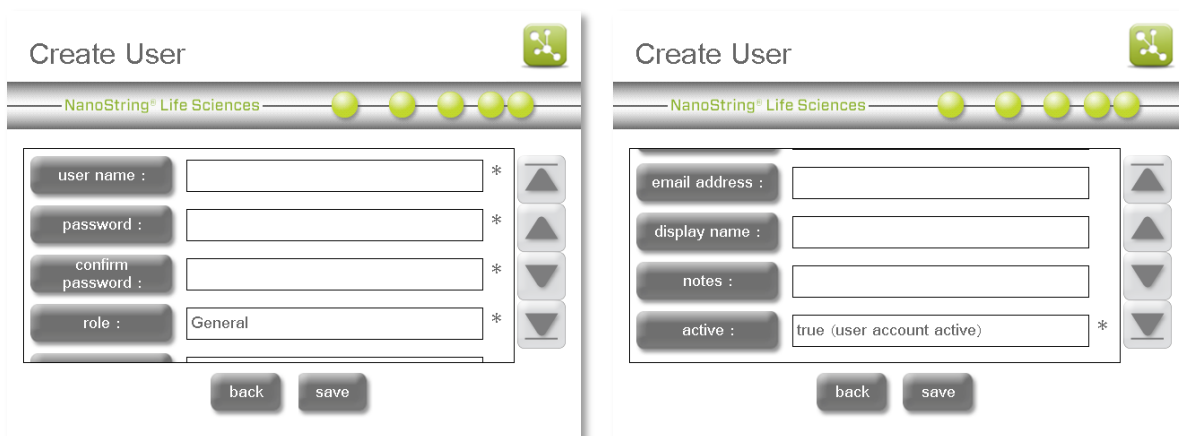 Create User
NanoString® Life Sciences
user name :
*
password :
*
confirm
password :
*
role :
General
*
back
save
Create User
NanoString® Life Sciences
email address :
display name :
notes :
active :
true (user account active)
*
back
save